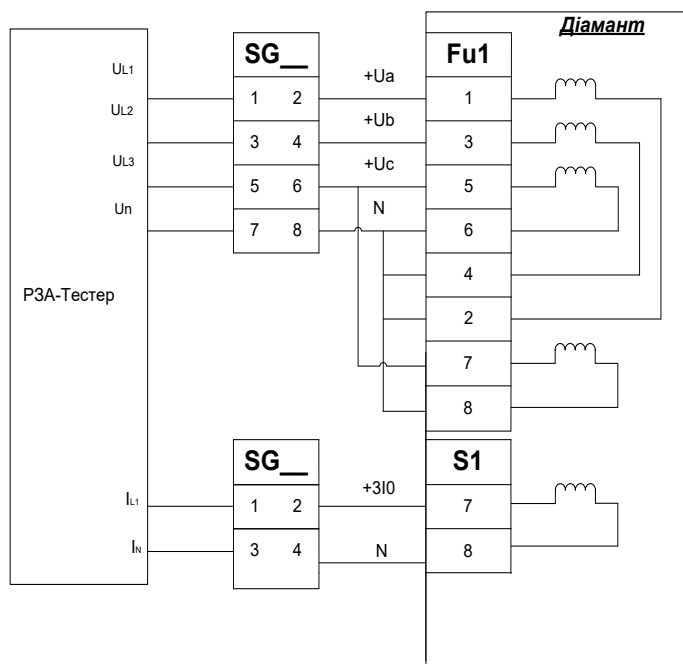 Діамант
SG__
Fu1
UL1
+Ua
1 2
1
UL2
+Ub
3 4
3
UL3
+Uc
5 6
5
Un
N
7 8
6
4
РЗА-Тестер
2
7
8
SG__
S1
IL1
+3I0
1 2
7
IN
N
3 4
8